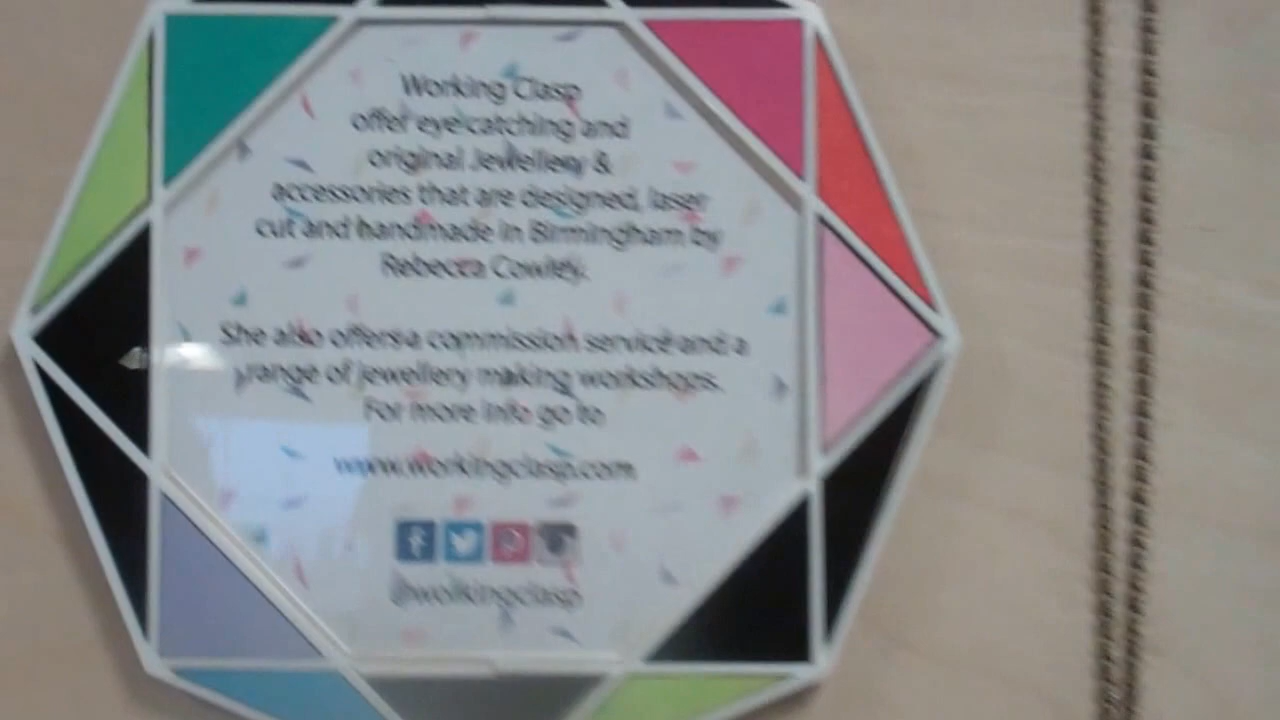 Working Clasp
offer eye catching and
original Jewellery &
accessories that are designed, laser
cut and handmade in Birmingham by
Rebecca Cowley.
She also offers a commission service and a
range of jewellery making workshops.
For more info go to
www.workingclasp.com
@workingclasp